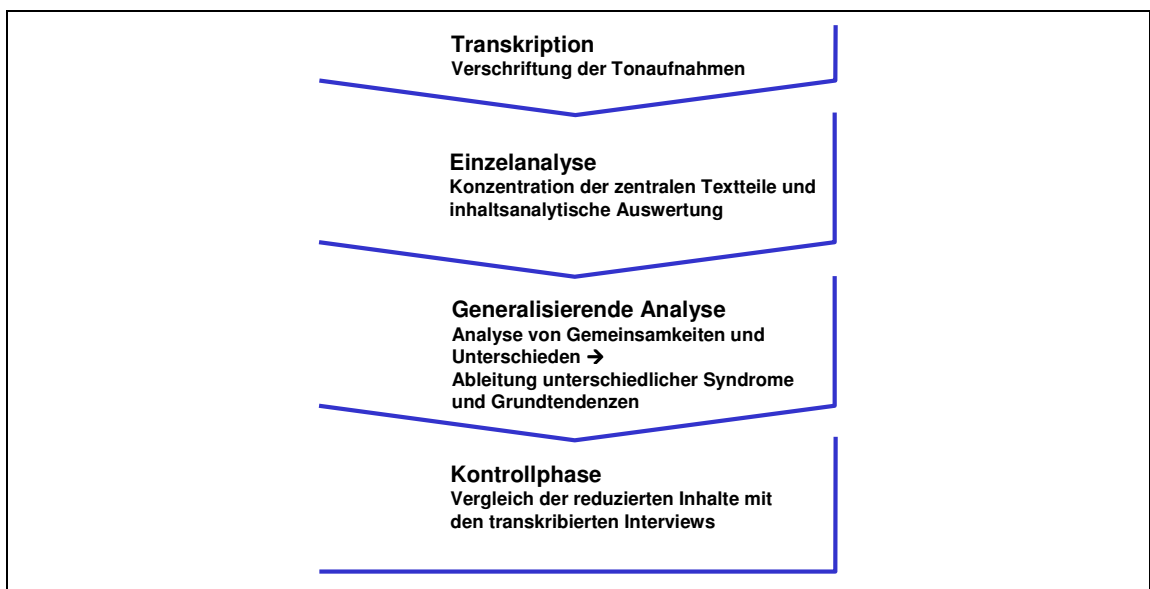 Transkription
Verschriftung der Tonaufnahmen
Einzelanalyse
Konzentration der zentralen Textteile und
inhaltsanalytische Auswertung
Generalisierende Analyse
Analyse von Gemeinsamkeiten und
Unterschieden →
Ableitung unterschiedlicher Syndrome
und Grundtendenzen
Kontrollphase
Vergleich der reduzierten Inhalte mit
den transkribierten Interviews